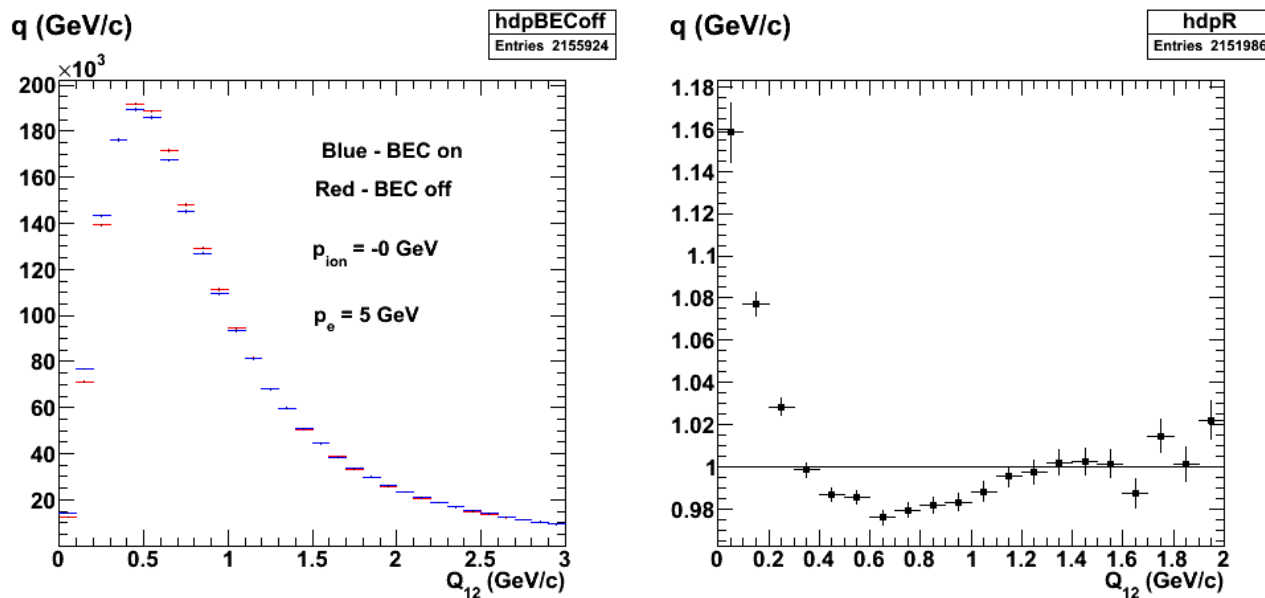 q (GeV/c)
hdpBECoff
Entries 2155924
×10³
200
180
160
140
120
100
80
60
40
20
Blue - BEC on
Red - BEC off
p_ion = -0 GeV
p_e = 5 GeV
0 0.5 1 1.5 2 2.5 3
Q_12 (GeV/c)
q (GeV/c)
hdpR
Entries 2151986
1.18
1.16
1.14
1.12
1.1
1.08
1.06
1.04
1.02
1
0.98
0 0.2 0.4 0.6 0.8 1 1.2 1.4 1.6 1.8 2
Q_12 (GeV/c)